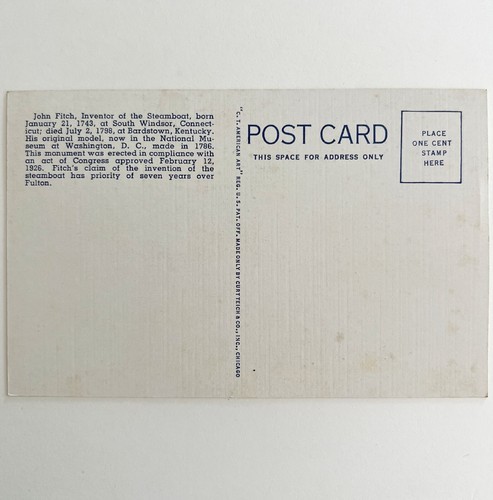 John Fitch, Inventor of the Steamboat, born
January 21, 1743, at South Windsor, Connect-
icut; died July 2, 1798, at Bardstown, Kentucky.
His original model, now in the National Mu-
seum at Washington, D. C., made in 1786.
This monument was erected in compliance with
an act of Congress approved February 12,
1926. Fitch's claim of the invention of the
steamboat has priority of seven years over
Fulton.
"C. T. AMERICAN ART" REG. U. S. PAT. OFF. MADE ONLY BY CURT TEICH & CO., INC., CHICAGO
POST CARD
THIS SPACE FOR ADDRESS ONLY
PLACE
ONE CENT
STAMP
HERE